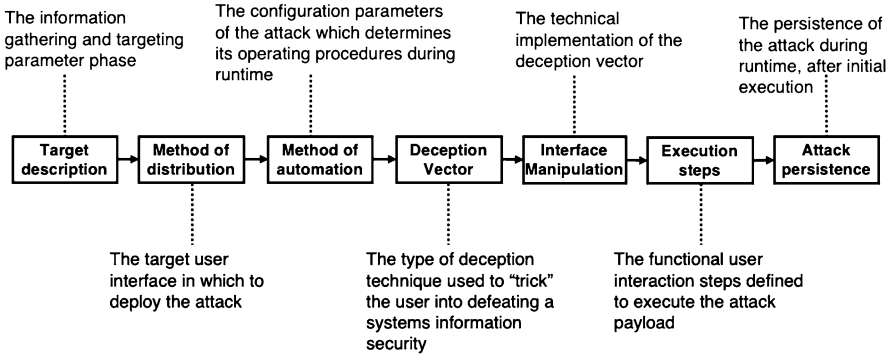 The information
gathering and targeting
parameter phase
The configuration parameters
of the attack which determines
its operating procedures during
runtime
The technical
implementation of the
deception vector
The persistence of
the attack during
runtime, after initial
execution
Target
description
Method of
distribution
Method of
automation
Deception
Vector
Interface
Manipulation
Execution
steps
Attack
persistence
The target user
interface in which to
deploy the attack
The type of deception
technique used to “trick”
the user into defeating a
systems information
security
The functional user
interaction steps defined
to execute the attack
payload